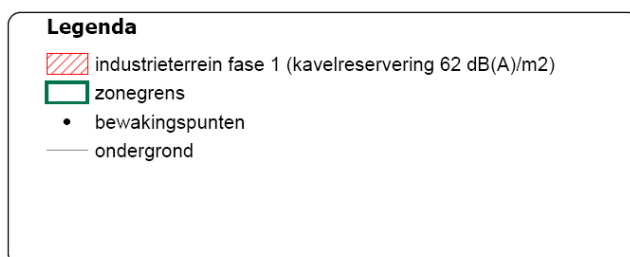 Legenda
industrieterrein fase 1 (kavelreservering 62 dB(A)/m2)
zonegrens
bewakingspunten
ondergrond